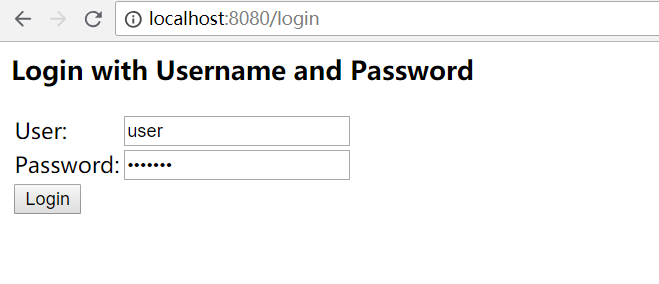 localhost:8080/login
Login with Username and Password
User: user
Password: •••••••
Login